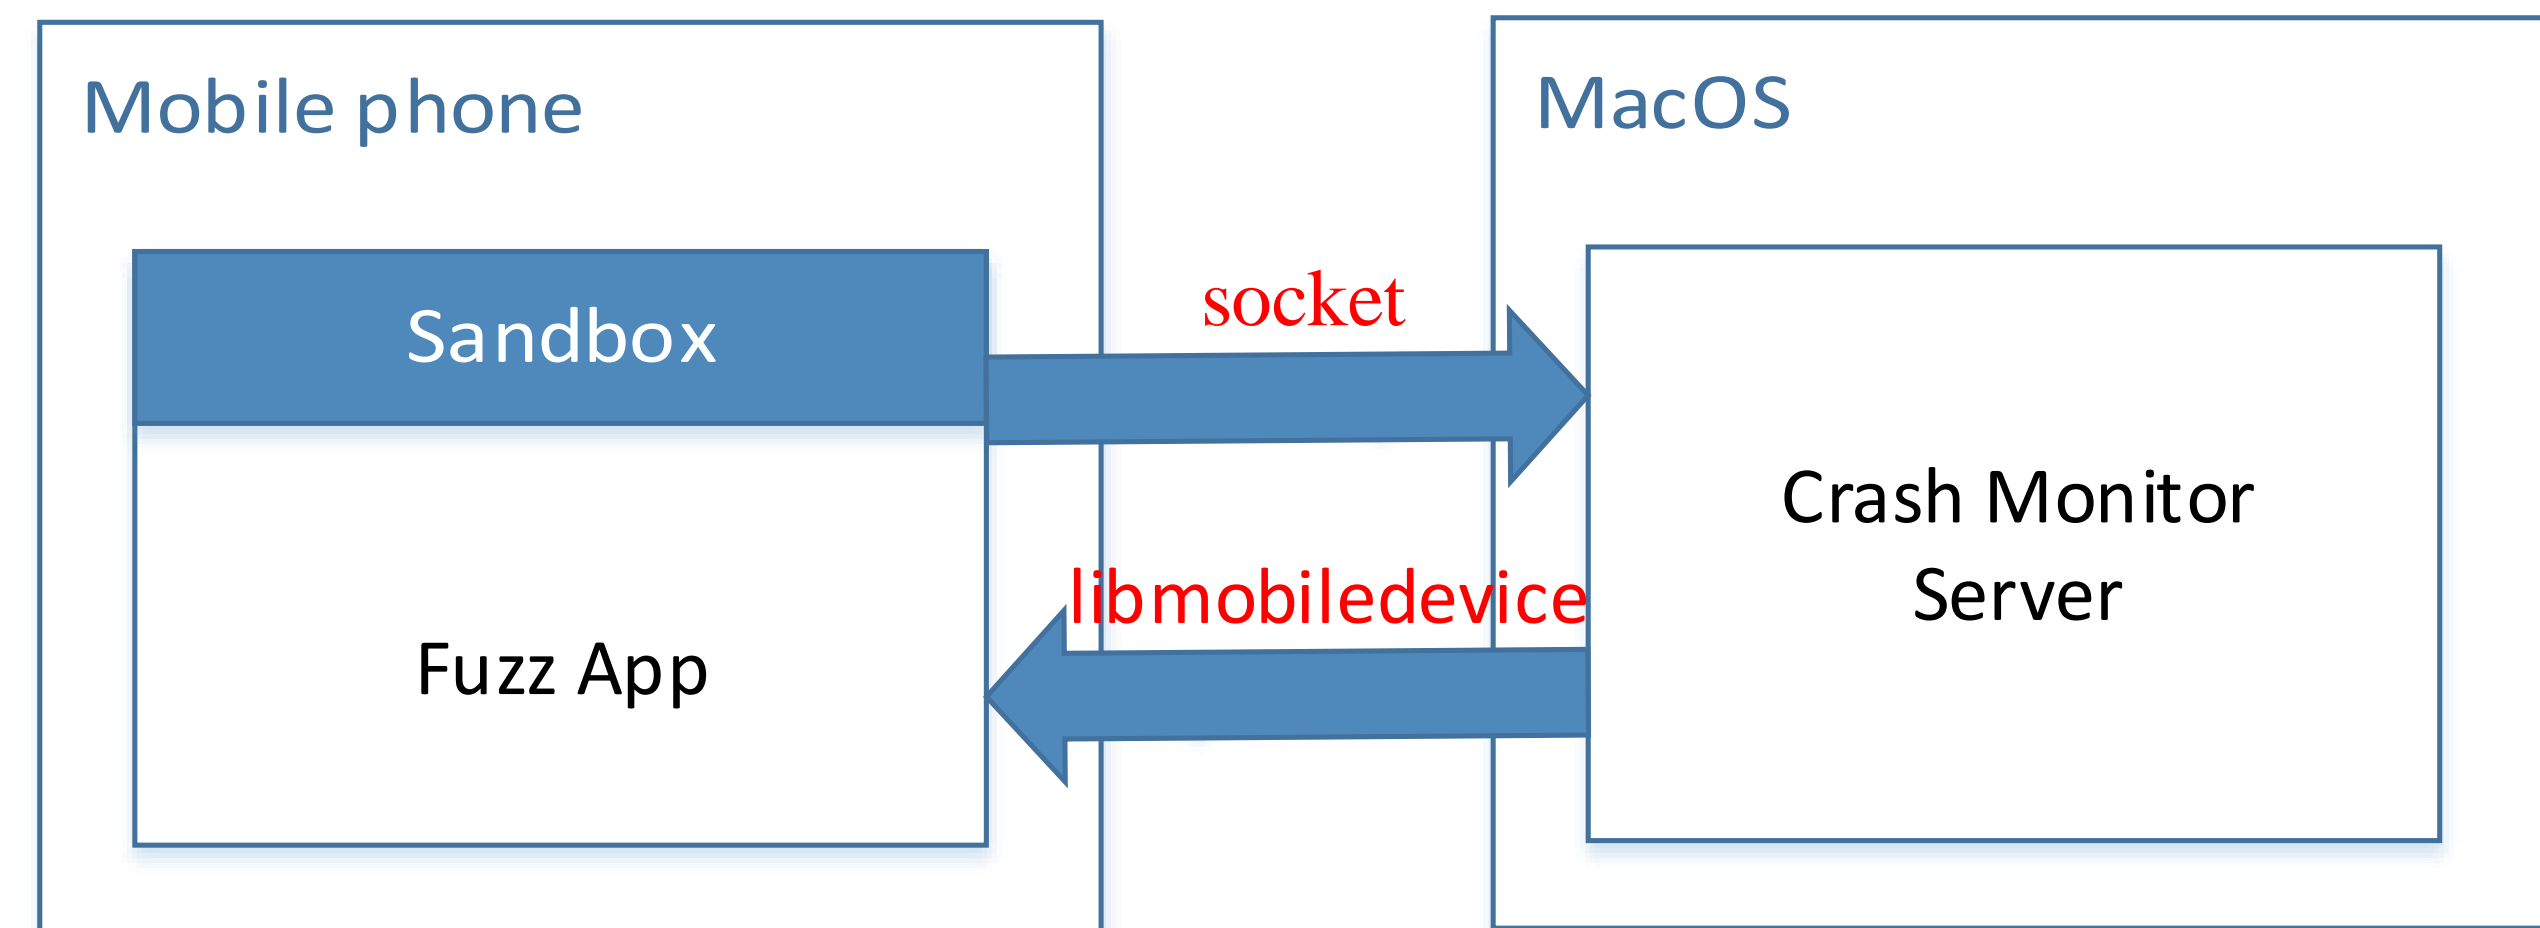 Mobile phone
MacOS
Sandbox
socket
Crash Monitor
Server
libmobiledevice
Fuzz App